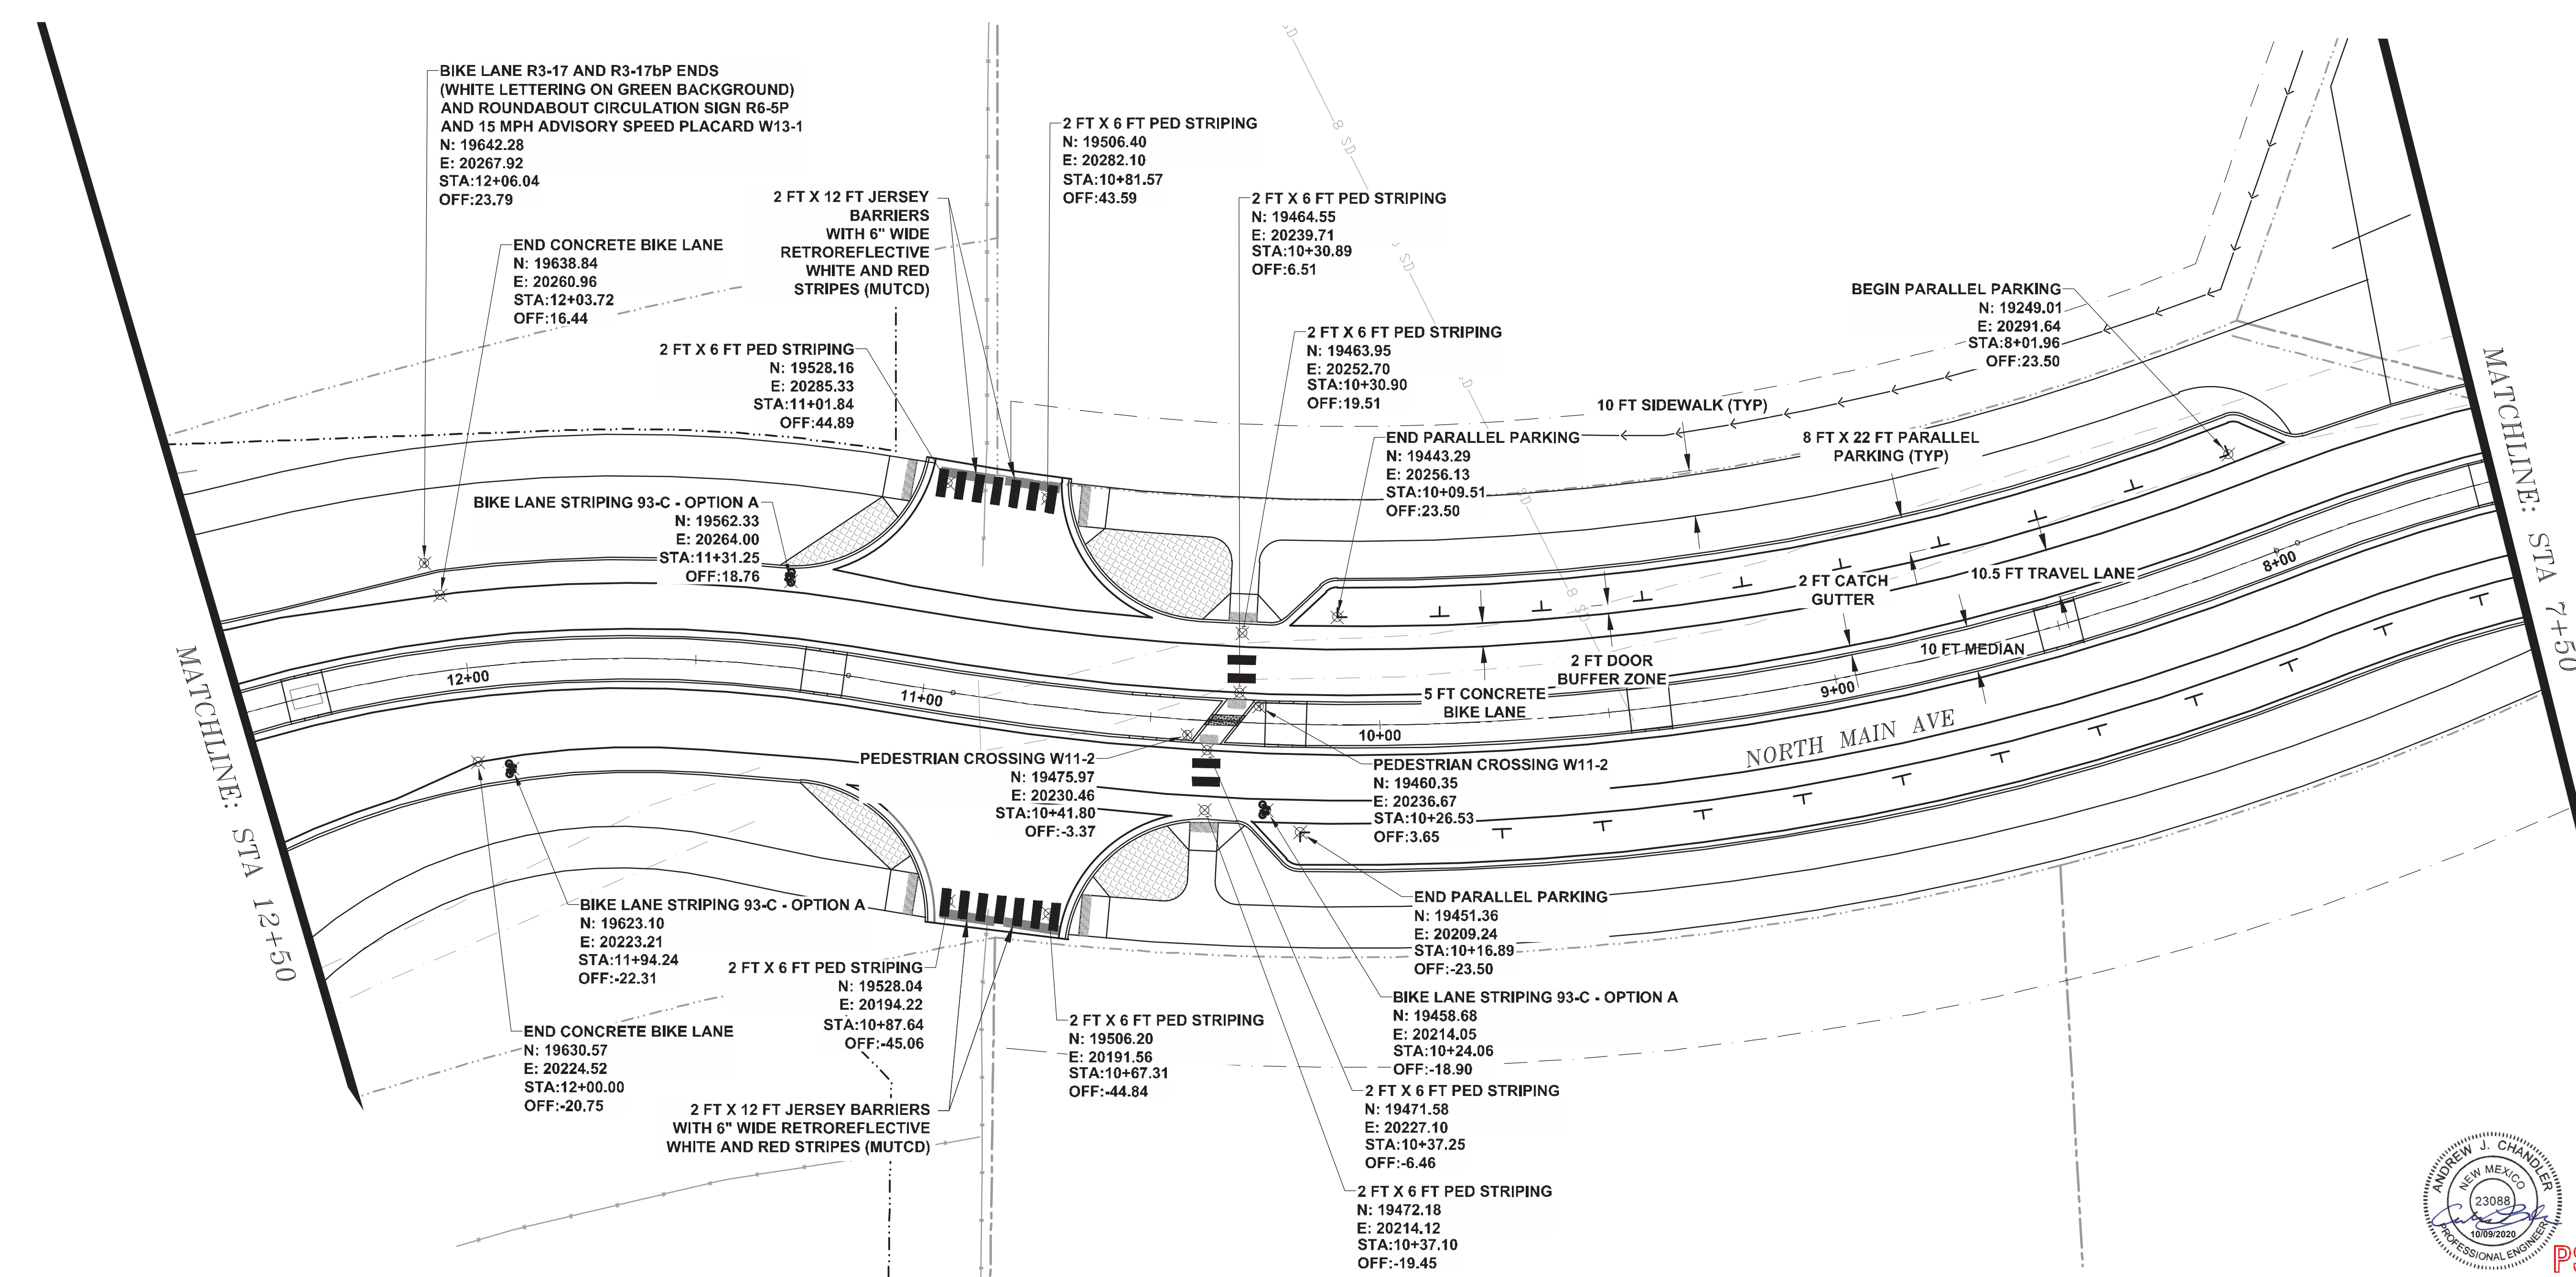 BIKE LANE R3-17 AND R3-17bP ENDS
(WHITE LETTERING ON GREEN BACKGROUND)
AND ROUNDABOUT CIRCULATION SIGN R6-5P
AND 15 MPH ADVISORY SPEED PLACARD W13-1
N: 19642.28
E: 20267.92
STA:12+06.04
OFF:23.79
END CONCRETE BIKE LANE
N: 19638.84
E: 20260.96
STA:12+03.72
OFF:16.44
2 FT X 12 FT JERSEY
BARRIERS
WITH 6" WIDE
RETROREFLECTIVE
WHITE AND RED
STRIPES (MUTCD)
2 FT X 6 FT PED STRIPING
N: 19506.40
E: 20282.10
STA:10+81.57
OFF:43.59
2 FT X 6 FT PED STRIPING
N: 19464.55
E: 20239.71
STA:10+30.89
OFF:6.51
2 FT X 6 FT PED STRIPING
N: 19528.16
E: 20285.33
STA:11+01.84
OFF:44.89
2 FT X 6 FT PED STRIPING
N: 19463.95
E: 20252.70
STA:10+30.90
OFF:19.51
BEGIN PARALLEL PARKING
N: 19249.01
E: 20291.64
STA:8+01.96
OFF:23.50
SD
8 SD
SD
SD
SD
8 SD
BIKE LANE STRIPING 93-C - OPTION A
N: 19562.33
E: 20264.00
STA:11+31.25
OFF:18.76
END PARALLEL PARKING
N: 19443.29
E: 20256.13
STA:10+09.51
OFF:23.50
10 FT SIDEWALK (TYP)
8 FT X 22 FT PARALLEL
PARKING (TYP)
2 FT CATCH
GUTTER
10.5 FT TRAVEL LANE
8+00
10 FT MEDIAN
2 FT DOOR
BUFFER ZONE
9+00
5 FT CONCRETE
BIKE LANE
10+00
11+00
12+00
NORTH MAIN AVE
MATCHLINE: STA 7+50
MATCHLINE: STA 12+50
PEDESTRIAN CROSSING W11-2
N: 19475.97
E: 20230.46
STA:10+41.80
OFF:-3.37
PEDESTRIAN CROSSING W11-2
N: 19460.35
E: 20236.67
STA:10+26.53
OFF:3.65
BIKE LANE STRIPING 93-C - OPTION A
N: 19623.10
E: 20223.21
STA:11+94.24
OFF:-22.31
END PARALLEL PARKING
N: 19451.36
E: 20209.24
STA:10+16.89
OFF:-23.50
2 FT X 6 FT PED STRIPING
N: 19528.04
E: 20194.22
STA:10+87.64
OFF:-45.06
BIKE LANE STRIPING 93-C - OPTION A
N: 19458.68
E: 20214.05
STA:10+24.06
OFF:-18.90
END CONCRETE BIKE LANE
N: 19630.57
E: 20224.52
STA:12+00.00
OFF:-20.75
2 FT X 6 FT PED STRIPING
N: 19506.20
E: 20191.56
STA:10+67.31
OFF:-44.84
2 FT X 12 FT JERSEY BARRIERS
WITH 6" WIDE RETROREFLECTIVE
WHITE AND RED STRIPES (MUTCD)
2 FT X 6 FT PED STRIPING
N: 19471.58
E: 20227.10
STA:10+37.25
OFF:-6.46
2 FT X 6 FT PED STRIPING
N: 19472.18
E: 20214.12
STA:10+37.10
OFF:-19.45
ANDREW J. CHANDLER
NEW MEXICO
23088
10/09/2020
PROFESSIONAL ENGINEER